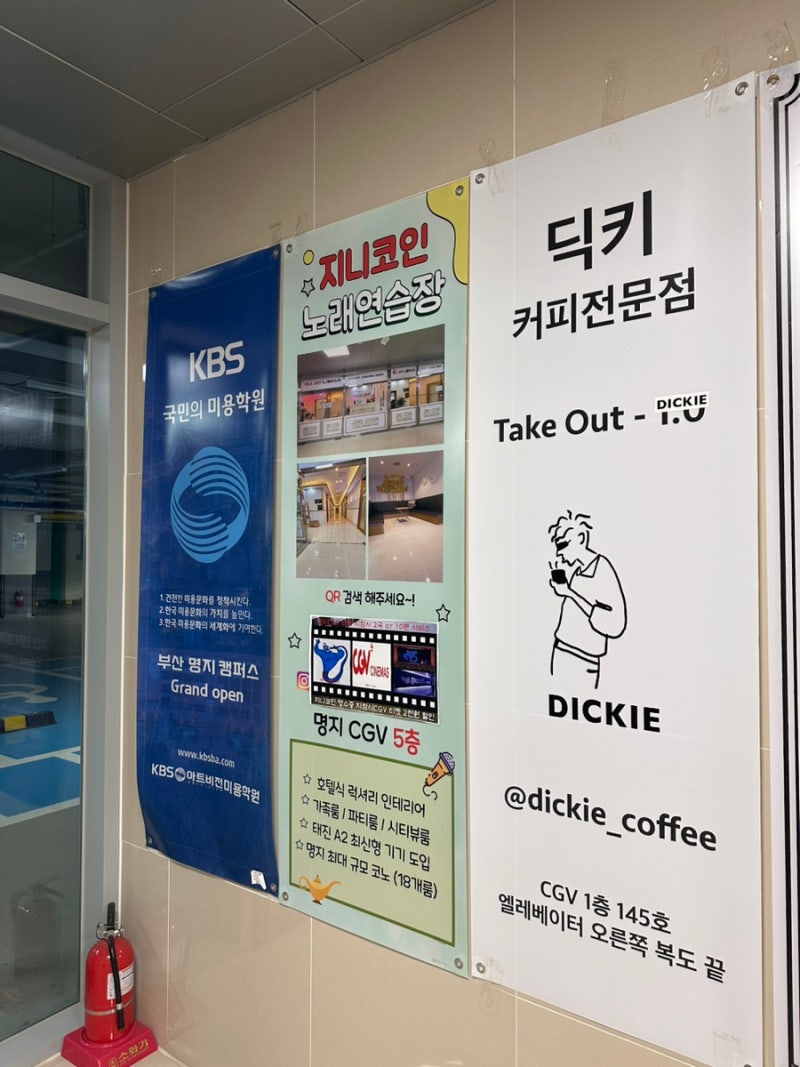 KBS
국민의 미용학원
1.건전한 미용문화를 정착시킨다.
2.한국 미용문화의 가치를 높인다.
3.한국 미용문화의 세계화에 기여한다.
부산 명지 캠퍼스
Grand open
www.kbsba.com
KBS 아트비전미용학원
지니코인
노래연습장
QR 검색 해주세요~!
CGV
CINEMAS
명지 CGV 5층
☆ 호텔식 럭셔리 인테리어
☆ 가족룸 / 파티룸 / 시티뷰룸
☆ 태진 A2 최신형 기기 도입
☆ 명지 최대 규모 코노 (18개룸)
딕키
커피전문점
DICKIE
Take Out -
DICKIE
@dickie_coffee
CGV 1층 145호
엘레베이터 오른쪽 복도 끝
소화기